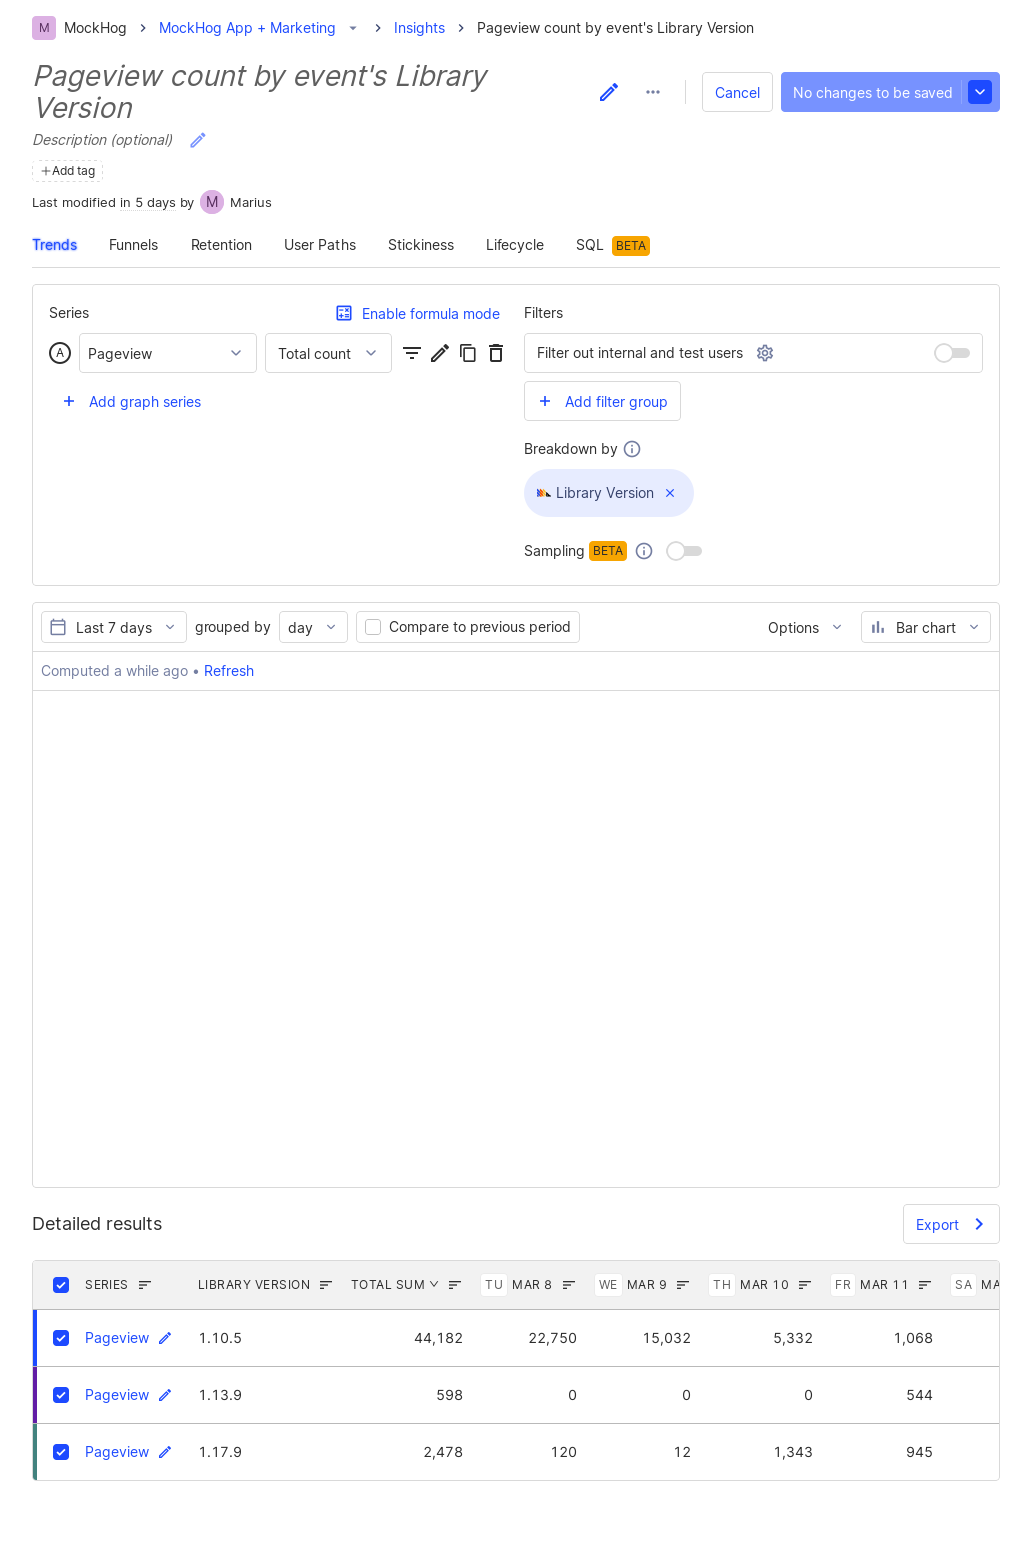 M MockHog MockHog App + Marketing Insights Pageview count by event's Library Version
Pageview count by event's Library
Version
Cancel No changes to be saved
Description (optional)
Add tag
Last modified in 5 days by M Marius
Trends Funnels Retention User Paths Stickiness Lifecycle SQL BETA
Series Enable formula mode
A Pageview Total count
Add graph series
Filters
Filter out internal and test users
Add filter group
Breakdown by
Library Version
Sampling BETA
Last 7 days grouped by day Compare to previous period Options Bar chart
Computed a while ago • Refresh
Detailed results Export
SERIES LIBRARY VERSION TOTAL SUM TU MAR 8 WE MAR 9 TH MAR 10 FR MAR 11 SA MA
Pageview 1.10.5 44,182 22,750 15,032 5,332 1,068
Pageview 1.13.9 598 0 0 0 544
Pageview 1.17.9 2,478 120 12 1,343 945